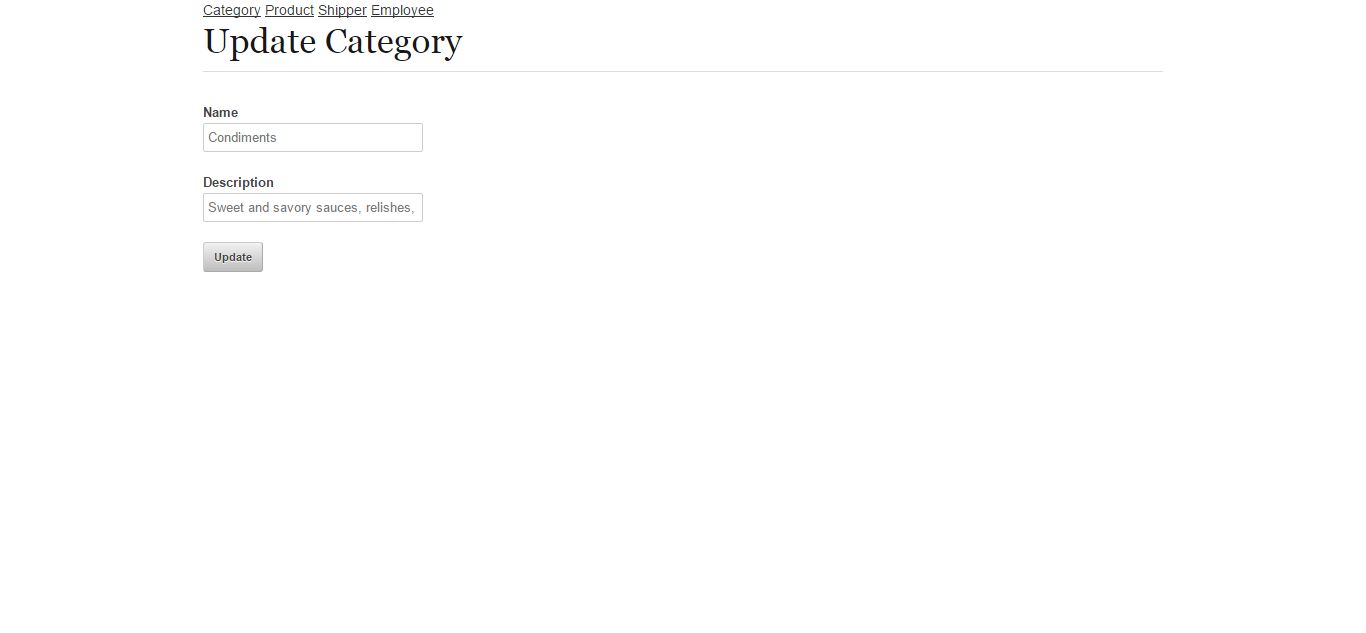 Category Product Shipper Employee
Update Category
Name
Condiments
Description
Sweet and savory sauces, relishes,
Update